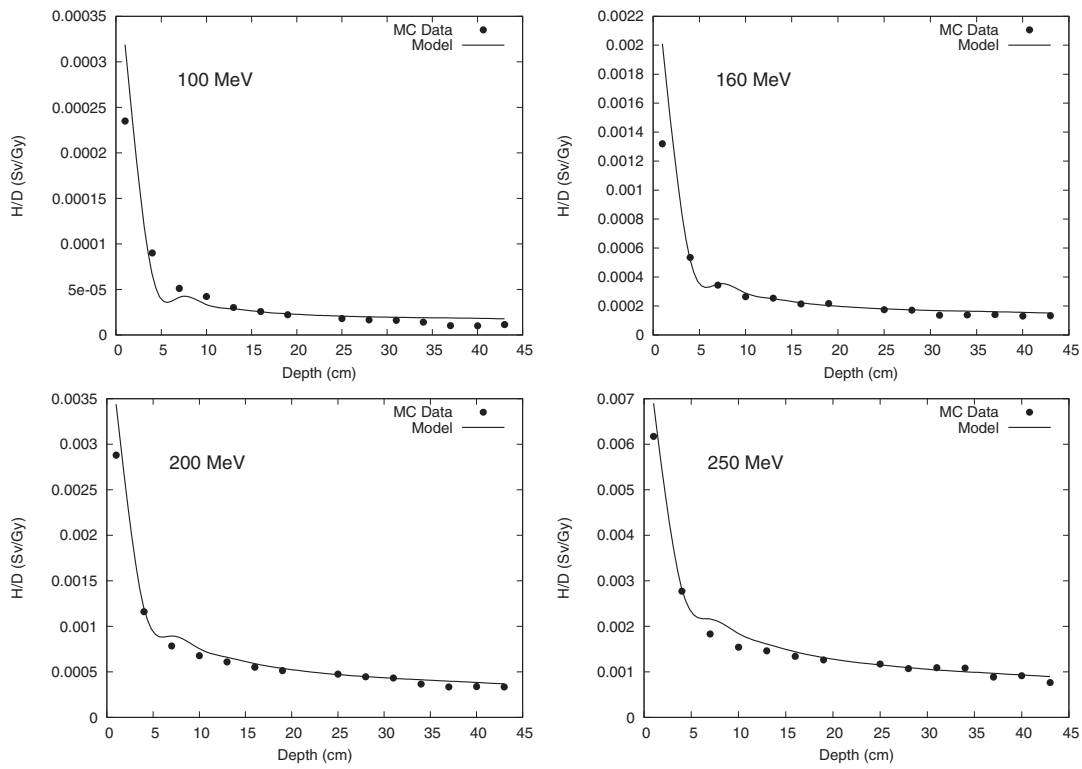 0.00035
0.0003
0.00025
0.0002
0.00015
0.0001
5e-05
0
H/D (Sv/Gy)
MC Data
Model
100 MeV
0 5 10 15 20 25 30 35 40 45
Depth (cm)
0.0022
0.002
0.0018
0.0016
0.0014
0.0012
0.001
0.0008
0.0006
0.0004
0.0002
0
H/D (Sv/Gy)
MC Data
Model
160 MeV
0 5 10 15 20 25 30 35 40 45
Depth (cm)
0.0035
0.003
0.0025
0.002
0.0015
0.001
0.0005
0
H/D (Sv/Gy)
MC Data
Model
200 MeV
0 5 10 15 20 25 30 35 40 45
Depth (cm)
0.007
0.006
0.005
0.004
0.003
0.002
0.001
0
H/D (Sv/Gy)
MC Data
Model
250 MeV
0 5 10 15 20 25 30 35 40 45
Depth (cm)